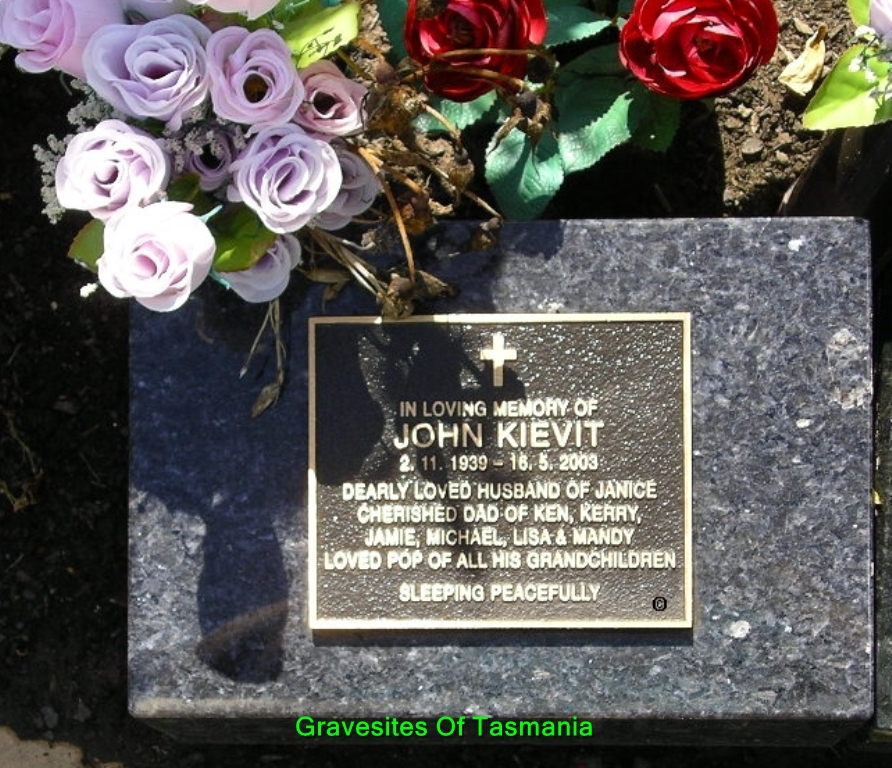 IN LOVING MEMORY OF
JOHN KIEVIT
2. 11. 1939 - 16. 5. 2003
DEARLY LOVED HUSBAND OF JANICE
CHERISHED DAD OF KEN, KERRY,
JAMIE, MICHAEL, LISA & MANDY
LOVED POP OF ALL HIS GRANDCHILDREN
SLEEPING PEACEFULLY
©
Gravesites Of Tasmania